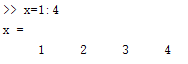 >> x=1:4
x =
1 2 3 4